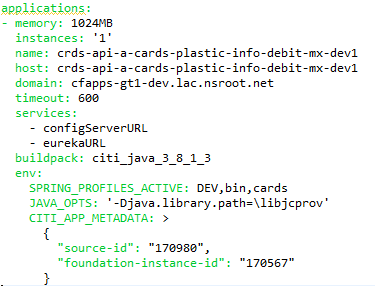 applications:
- memory: 1024MB
instances: '1'
name: crds-api-a-cards-plastic-info-debit-mx-dev1
host: crds-api-a-cards-plastic-info-debit-mx-dev1
domain: cfapps-gt1-dev.lac.nsroot.net
timeout: 600
services:
- configServerURL
- eurekaURL
buildpack: citi_java_3_8_1_3
env:
SPRING_PROFILES_ACTIVE: DEV,bin,cards
JAVA_OPTS: '-Djava.library.path=\libjcprov'
CITI_APP_METADATA: >
{
"source-id": "170980",
"foundation-instance-id": "170567"
}